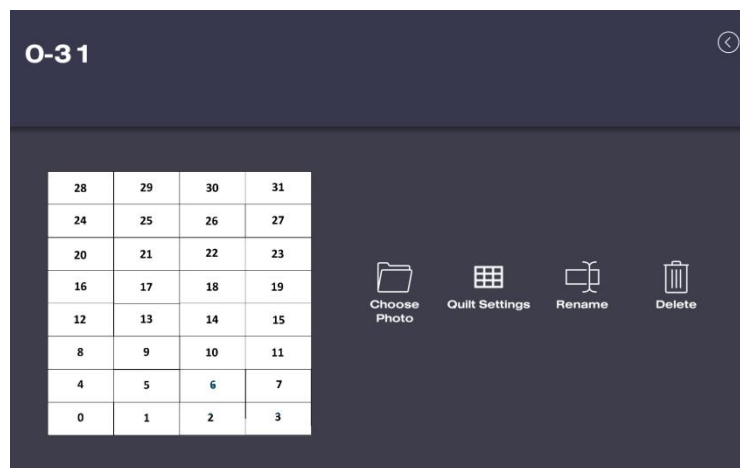 0-31
28 29 30 31
24 25 26 27
20 21 22 23
16 17 18 19
12 13 14 15
8 9 10 11
4 5 6 7
0 1 2 3
Choose Photo
Quilt Settings
Rename
Delete